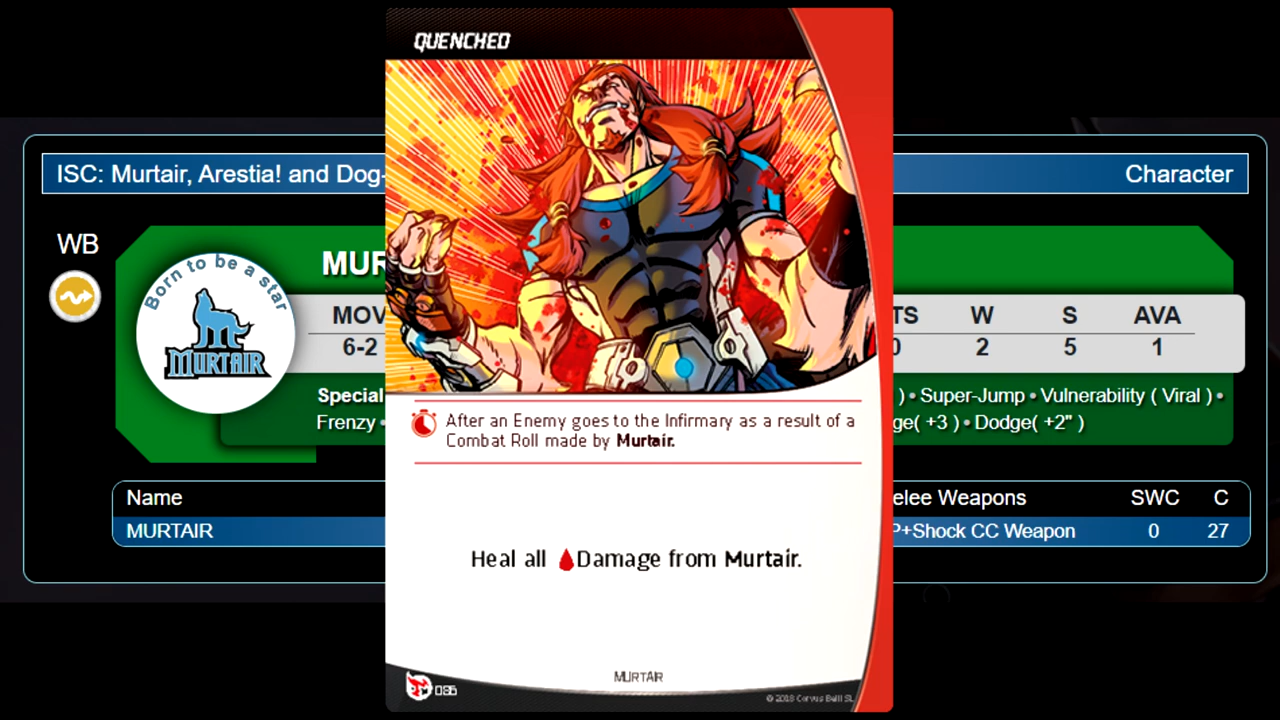 QUENCHED
ISC: Murtair, Arestia! and Dog-
Character
WB
Born to be a star
MURTAIR
MUR
MOV
6-2
TS W S AVA
0 2 5 1
Special
) • Super-Jump • Vulnerability ( Viral ) •
Frenzy •
ge( +3 ) • Dodge( +2" )
After an Enemy goes to the Infirmary as a result of a
Combat Roll made by Murtair.
Name
elee Weapons SWC C
MURTAIR
P+Shock CC Weapon 0 27
Heal all Damage from Murtair.
MURTAIR
036
© 2018 Corvus Belli SL